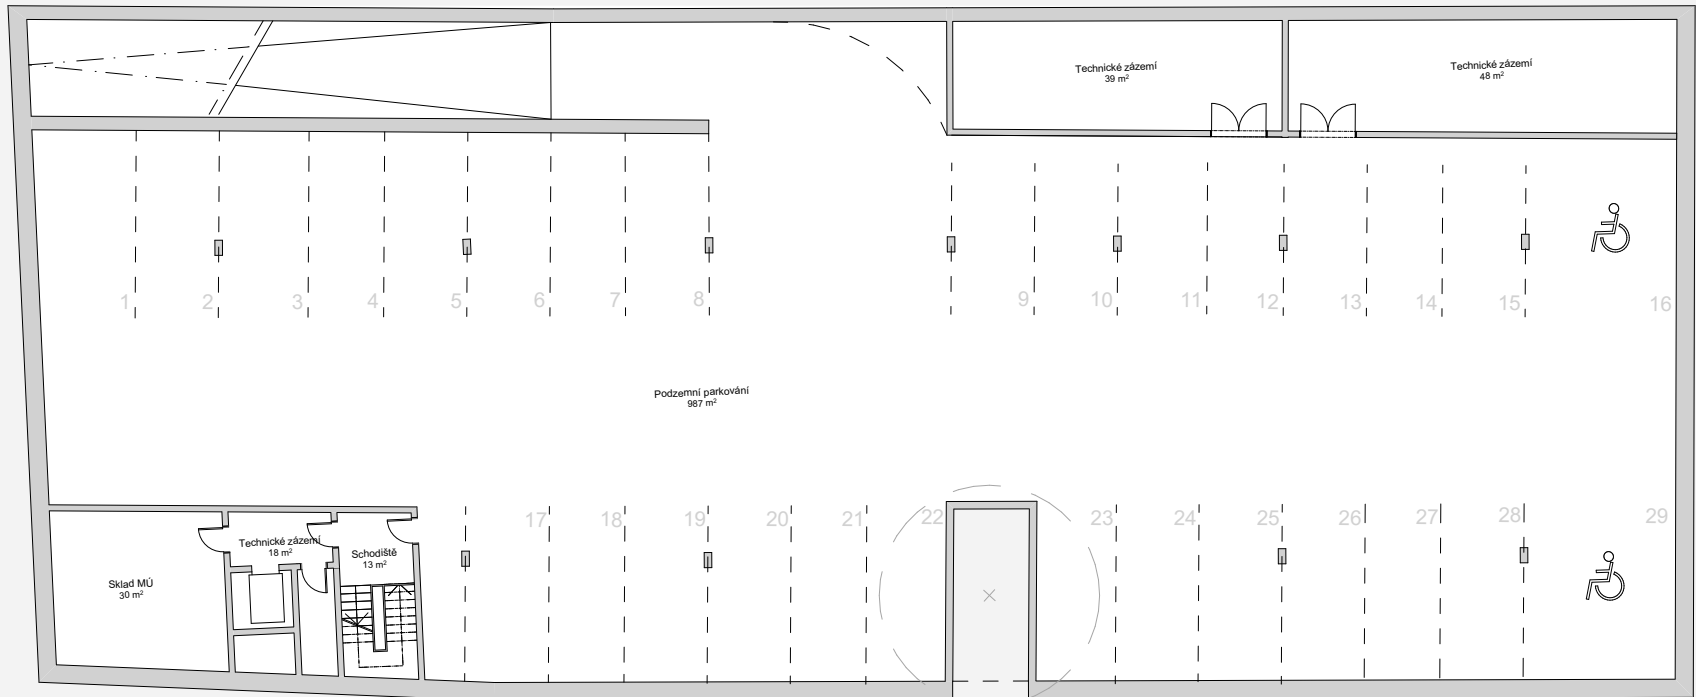 Technické zázemí
39 m²
Technické zázemí
48 m²
1
2
3
4
5
6
7
8
9
10
11
12
13
14
15
16
Podzemní parkování
987 m²
17
18
19
20
21
22
23
24
25
26
27
28
29
Technické zázemí
18 m²
Schodiště
13 m²
Sklad MÚ
30 m²